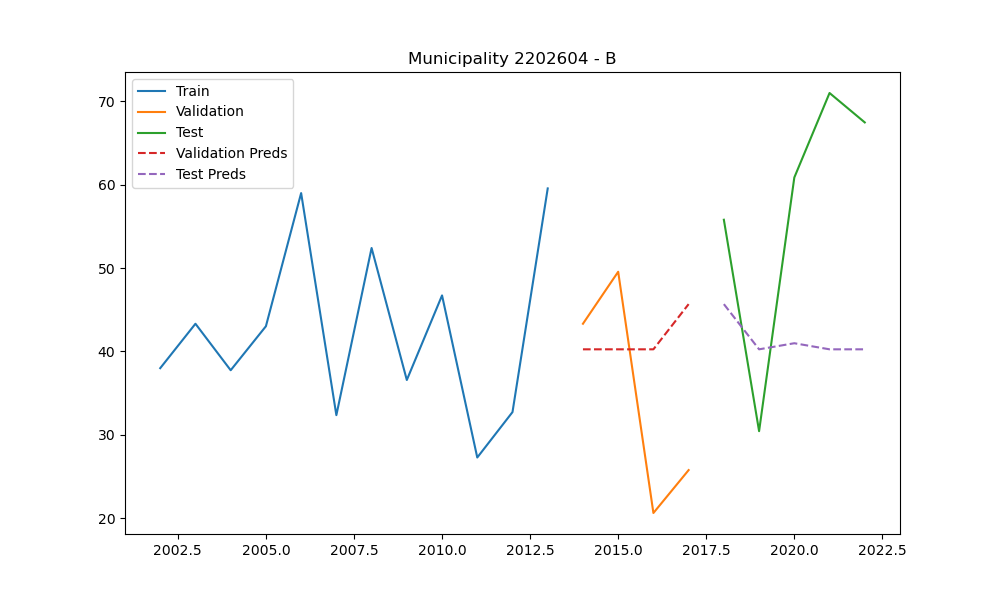 Municipality 2202604 - B
Train
Validation
Test
Validation Preds
Test Preds
70
60
50
40
30
20
2002.5 2005.0 2007.5 2010.0 2012.5 2015.0 2017.5 2020.0 2022.5